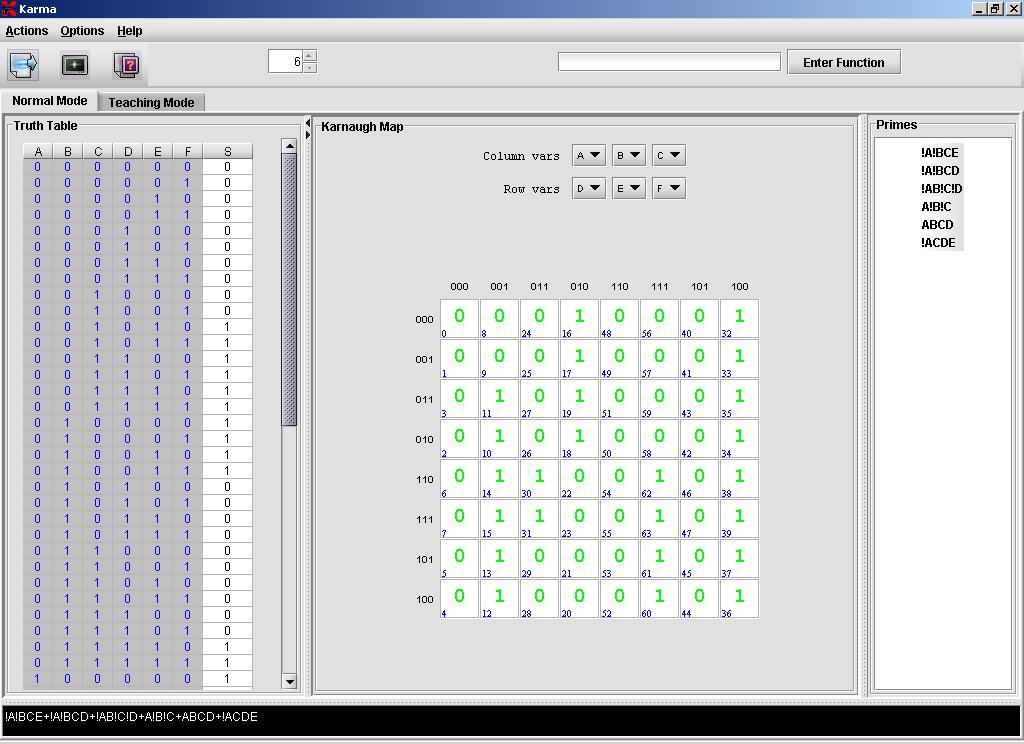 Karma
Actions Options Help
6 Enter Function
Normal Mode Teaching Mode
Truth Table
A B C D E F S
0 0 0 0 0 0 0
0 0 0 0 0 1 0
0 0 0 0 1 0 0
0 0 0 0 1 1 0
0 0 0 1 0 0 0
0 0 0 1 0 1 0
0 0 0 1 1 0 0
0 0 0 1 1 1 0
0 0 1 0 0 0 0
0 0 1 0 0 1 0
0 0 1 0 1 0 1
0 0 1 0 1 1 1
0 0 1 1 0 0 1
0 0 1 1 0 1 1
0 0 1 1 1 0 1
0 0 1 1 1 1 1
0 1 0 0 0 0 1
0 1 0 0 0 1 1
0 1 0 0 1 0 1
0 1 0 0 1 1 1
0 1 0 1 0 0 0
0 1 0 1 0 1 0
0 1 0 1 1 0 0
0 1 0 1 1 1 0
0 1 1 0 0 0 0
0 1 1 0 0 1 0
0 1 1 0 1 0 0
0 1 1 0 1 1 0
0 1 1 1 0 0 0
0 1 1 1 0 1 0
0 1 1 1 1 0 1
0 1 1 1 1 1 1
1 0 0 0 0 0 1
Karnaugh Map
Column vars A B C
Row vars D E F
000 001 011 010 110 111 101 100
000 0 0 0 1 0 0 0 1
0 8 24 16 48 56 40 32
001 0 0 0 1 0 0 0 1
1 9 25 17 49 57 41 33
011 0 1 0 1 0 0 0 1
3 11 27 19 51 59 43 35
010 0 1 0 1 0 0 0 1
2 10 26 18 50 58 42 34
110 0 1 1 0 0 1 0 1
6 14 30 22 54 62 46 38
111 0 1 1 0 0 1 0 1
7 15 31 23 55 63 47 39
101 0 1 0 0 0 1 0 1
5 13 29 21 53 61 45 37
100 0 1 0 0 0 1 0 1
4 12 28 20 52 60 44 36
Primes
!A!BCE
!A!BCD
!AB!C!D
A!B!C
ABCD
!ACDE
!A!BCE+!A!BCD+!AB!C!D+A!B!C+ABCD+!ACDE